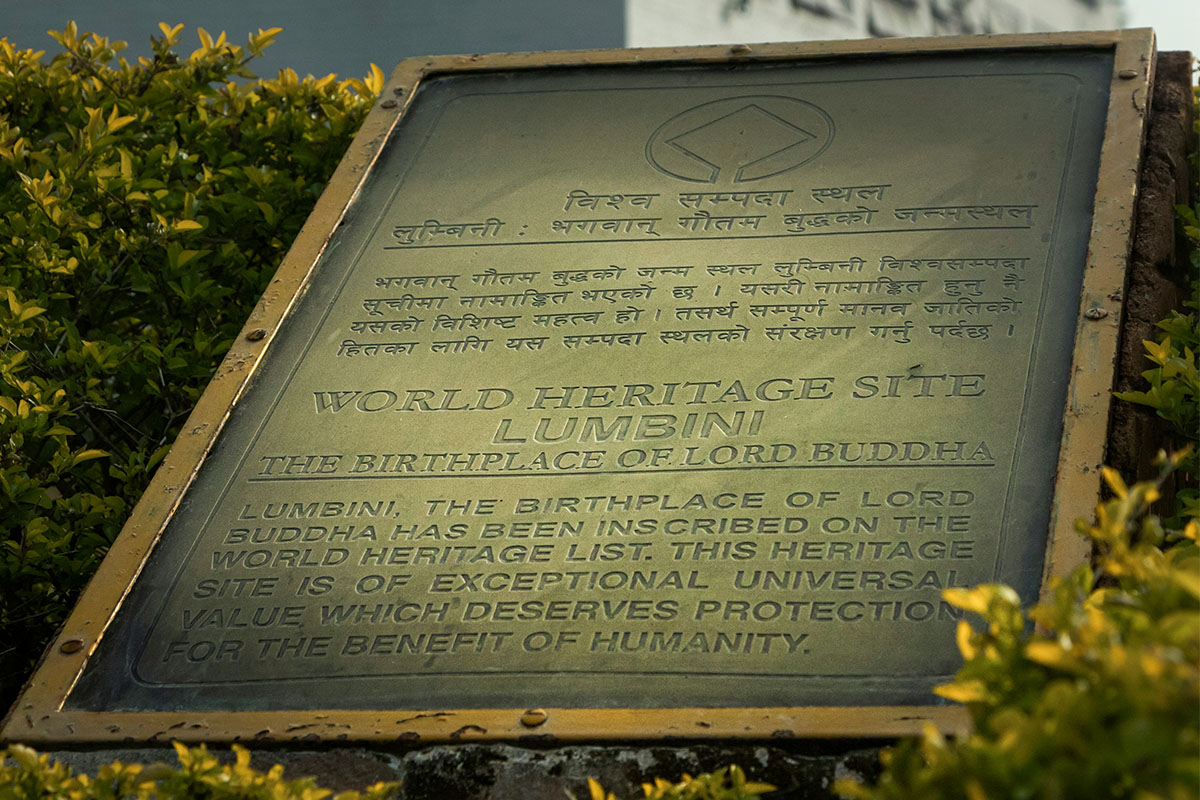 विश्व सम्पदा स्थल
लुम्बिनी : भगवान् गौतम बुद्धको जन्मस्थल
भगवान् गौतम बुद्धको जन्म स्थल लुम्बिनी विश्वसम्पदा
सूचीमा नामाङ्कित भएको छ । यसरी नामाङ्कित हुनु नै
यसको विशिष्ट महत्व हो । तसर्थ सम्पूर्ण मानव जातिको
हितका लागि यस सम्पदा स्थलको संरक्षण गर्नु पर्दछ ।
WORLD HERITAGE SITE
LUMBINI
THE BIRTHPLACE OF LORD BUDDHA
LUMBINI, THE BIRTHPLACE OF LORD
BUDDHA HAS BEEN INSCRIBED ON THE
WORLD HERITAGE LIST. THIS HERITAGE
SITE IS OF EXCEPTIONAL UNIVERSAL
VALUE WHICH DESERVES PROTECTION
FOR THE BENEFIT OF HUMANITY.